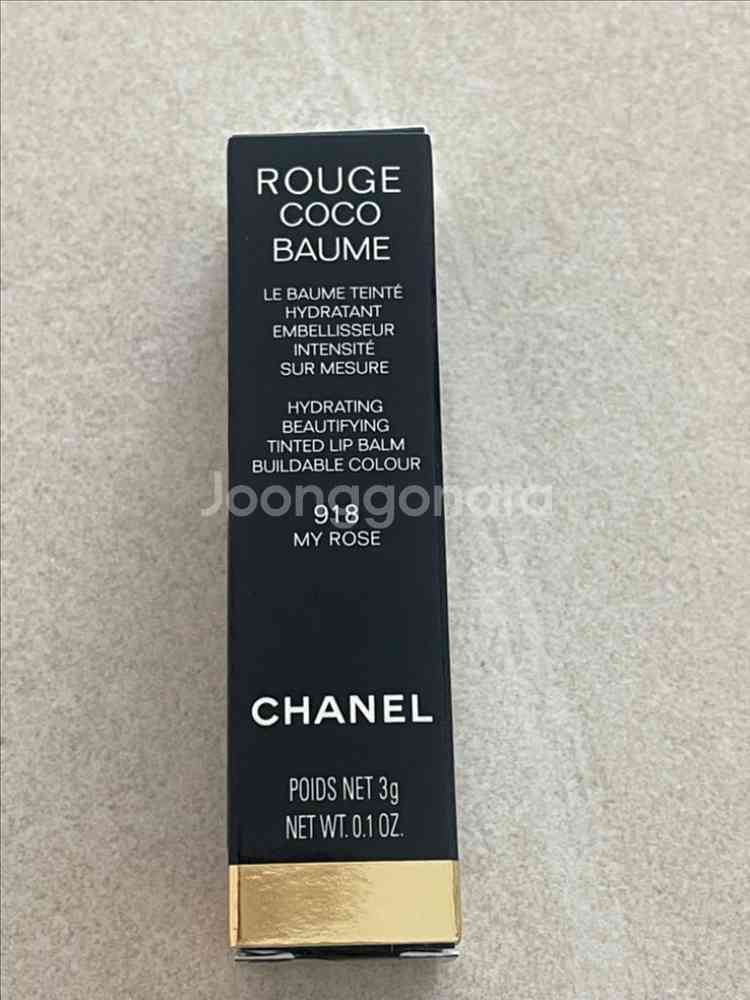 ROUGE
COCO
BAUME
LE BAUME TEINTÉ
HYDRATANT
EMBELLISSEUR
INTENSITÉ
SUR MESURE
HYDRATING
BEAUTIFYING
TINTED LIP BALM
BUILDABLE COLOUR
Joonggonara
918
MY ROSE
CHANEL
POIDS NET 3g
NET WT. 0.1 OZ.